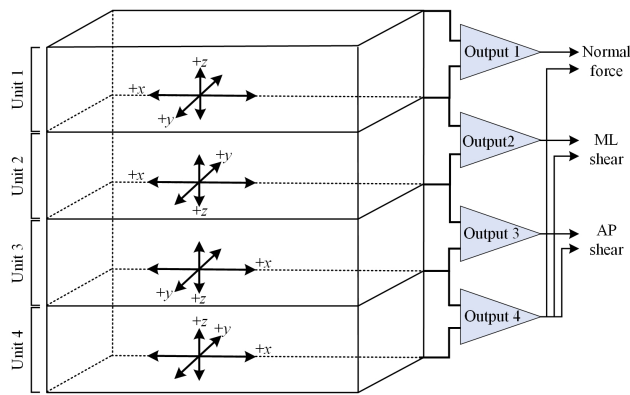 Unit 1
+z
+x
+y
Unit 2
+y
+x
+z
Unit 3
+x
+y
+z
Unit 4
+z
+y
+x
Output 1
Output2
Output 3
Output 4
Normal
force
ML
shear
AP
shear